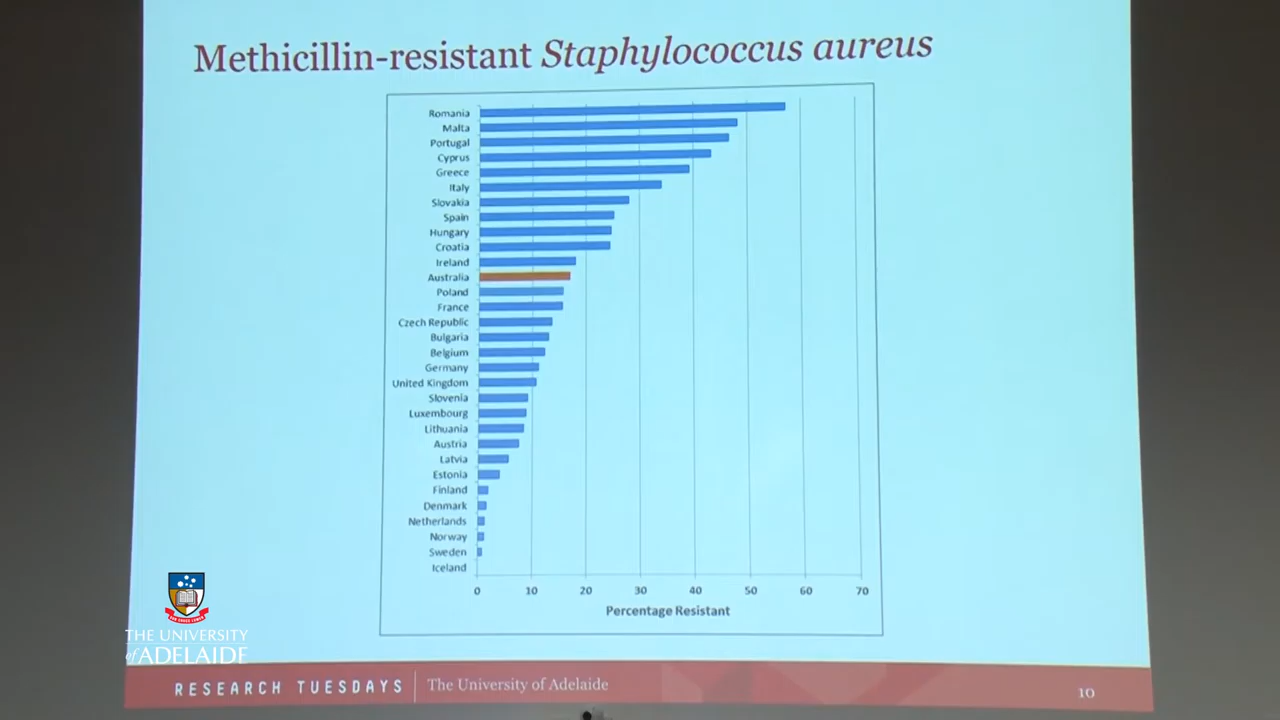 Methicillin-resistant Staphylococcus aureus
Romania
Malta
Portugal
Cyprus
Greece
Italy
Slovakia
Spain
Hungary
Croatia
Ireland
Australia
Poland
France
Czech Republic
Bulgaria
Belgium
Germany
United Kingdom
Slovenia
Luxembourg
Lithuania
Austria
Latvia
Estonia
Finland
Denmark
Netherlands
Norway
Sweden
Iceland
0 10 20 30 40 50 60 70
Percentage Resistant
THE UNIVERSITY
of ADELAIDE
RESEARCH TUESDAYS The University of Adelaide 10